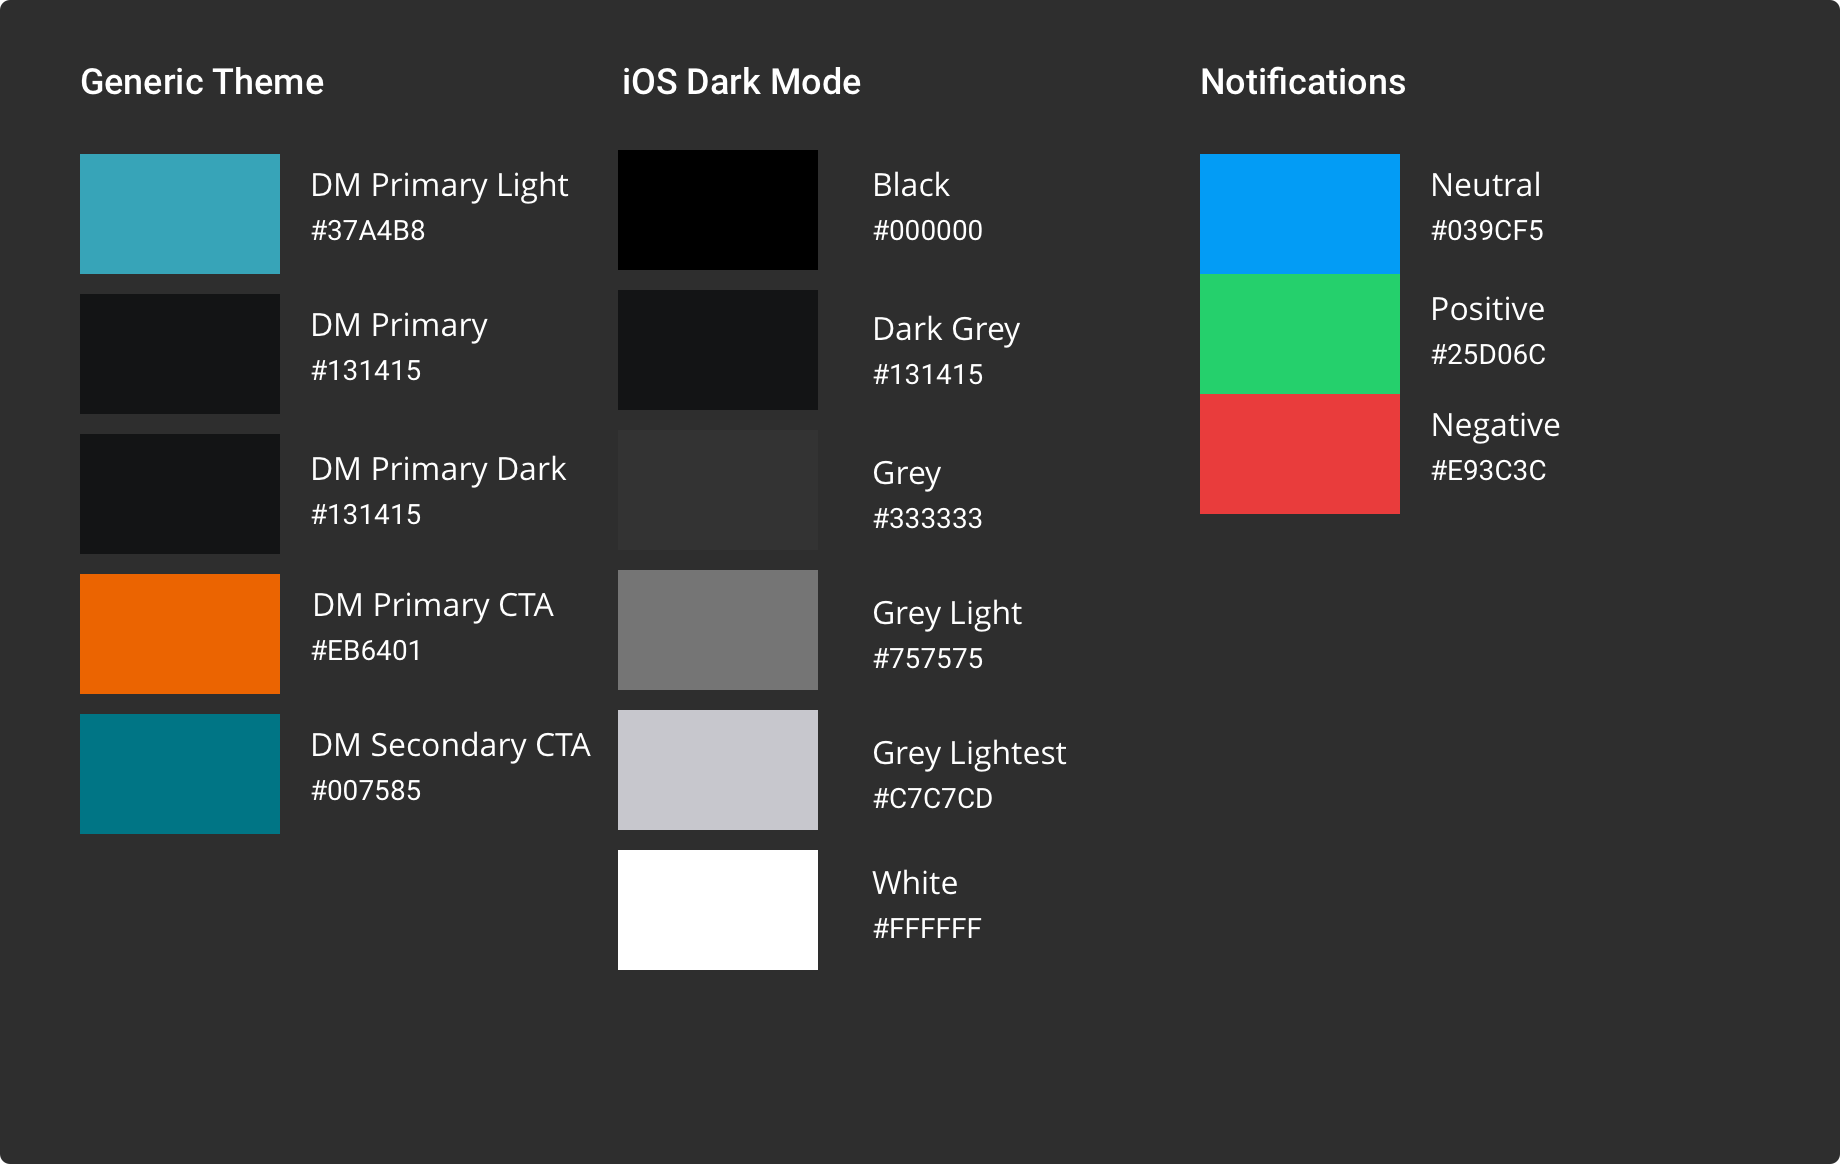 Generic Theme
DM Primary Light
#37A4B8
DM Primary
#131415
DM Primary Dark
#131415
DM Primary CTA
#EB6401
DM Secondary CTA
#007585
iOS Dark Mode
Black
#000000
Dark Grey
#131415
Grey
#333333
Grey Light
#757575
Grey Lightest
#C7C7CD
White
#FFFFFF
Notifications
Neutral
#039CF5
Positive
#25D06C
Negative
#E93C3C